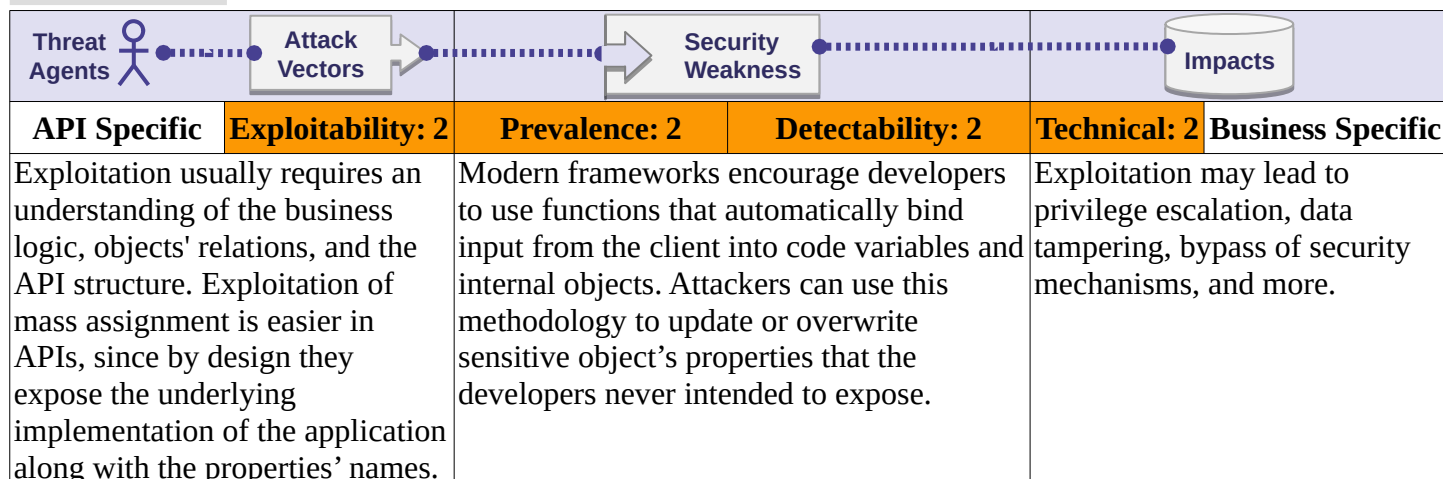 Threat
Agents
Attack
Vectors
Security
Weakness
Impacts
API Specific
Exploitability: 2
Prevalence: 2
Detectability: 2
Technical: 2
Business Specific
Exploitation usually requires an
understanding of the business
logic, objects' relations, and the
API structure. Exploitation of
mass assignment is easier in
APIs, since by design they
expose the underlying
implementation of the application
along with the properties’ names.
Modern frameworks encourage developers
to use functions that automatically bind
input from the client into code variables and
internal objects. Attackers can use this
methodology to update or overwrite
sensitive object’s properties that the
developers never intended to expose.
Exploitation may lead to
privilege escalation, data
tampering, bypass of security
mechanisms, and more.